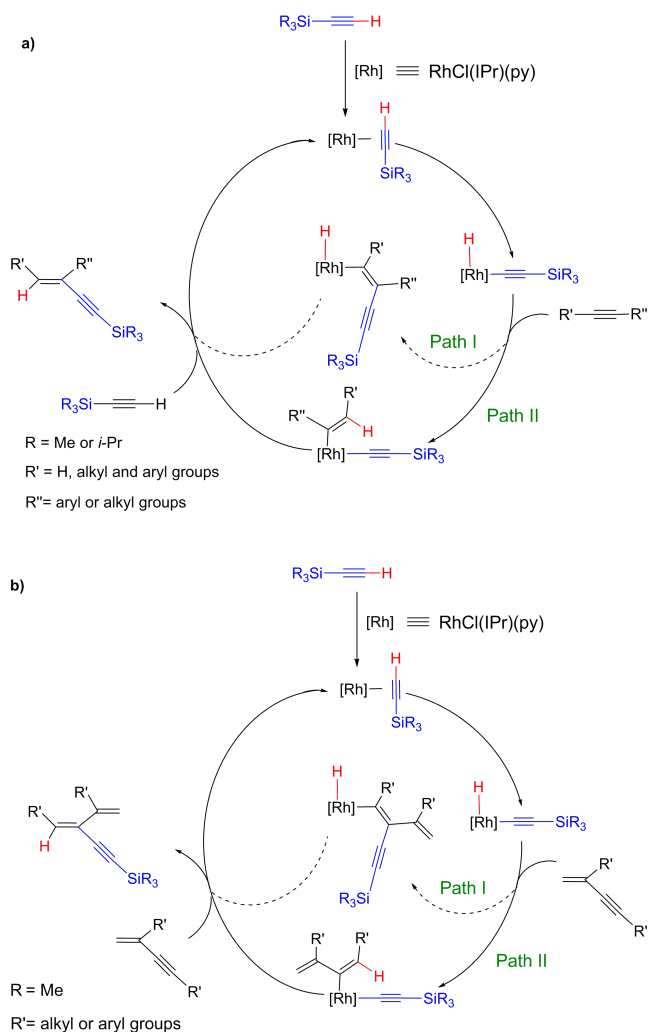 a)
R₃Si H
[Rh] ≡ RhCl(IPr)(py)
H
[Rh]
SiR₃
H
[Rh] SiR₃
R' R''
H
R'
[Rh]
R''
SiR₃
Path I
Path II
R' R''
H
SiR₃
R₃Si H
R'
R''
H
[Rh] SiR₃
R = Me or i-Pr
R' = H, alkyl and aryl groups
R''= aryl or alkyl groups
b)
R₃Si H
[Rh] ≡ RhCl(IPr)(py)
H
[Rh]
SiR₃
H
[Rh] SiR₃
R'
R'
H
R'
[Rh]
R'
SiR₃
Path I
Path II
R'
R'
H
SiR₃
R'
R'
R' R'
H
[Rh] SiR₃
R = Me
R'= alkyl or aryl groups